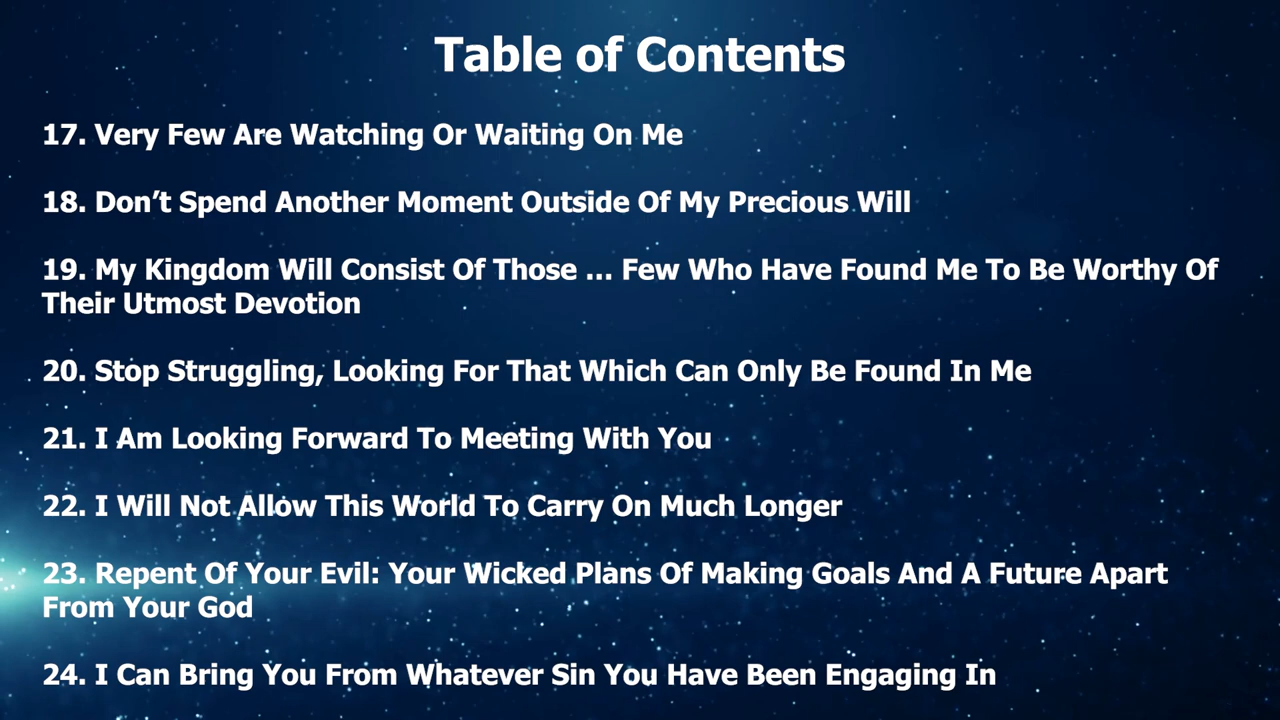 Table of Contents
17. Very Few Are Watching Or Waiting On Me
18. Don’t Spend Another Moment Outside Of My Precious Will
19. My Kingdom Will Consist Of Those … Few Who Have Found Me To Be Worthy Of
Their Utmost Devotion
20. Stop Struggling, Looking For That Which Can Only Be Found In Me
21. I Am Looking Forward To Meeting With You
22. I Will Not Allow This World To Carry On Much Longer
23. Repent Of Your Evil: Your Wicked Plans Of Making Goals And A Future Apart
From Your God
24. I Can Bring You From Whatever Sin You Have Been Engaging In